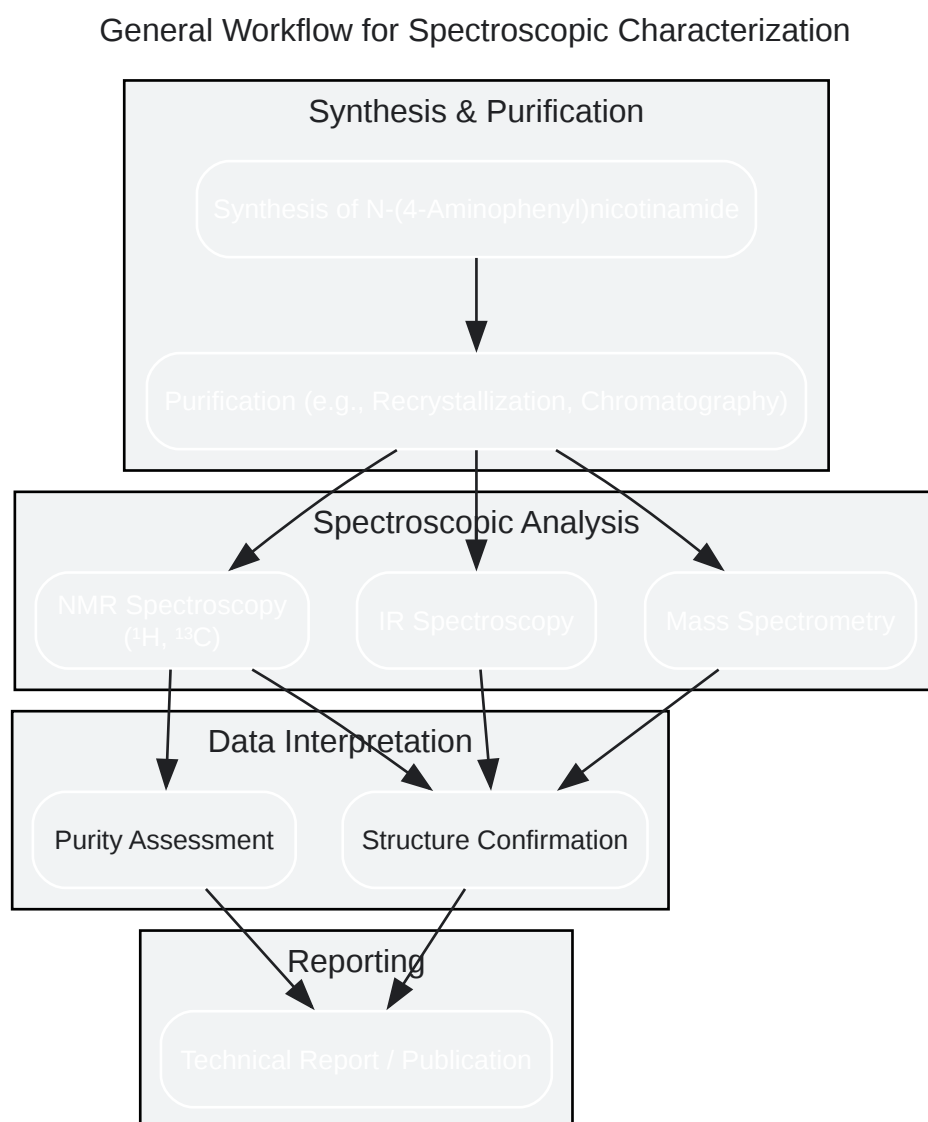 General Workflow for Spectroscopic Characterization
Synthesis & Purification
Synthesis of N-(4-Aminophenyl)nicotinamide
Purification (e.g., Recrystallization, Chromatography)
Spectroscopic Analysis
NMR Spectroscopy
(¹H, ¹³C)
IR Spectroscopy
Mass Spectrometry
Data Interpretation
Purity Assessment
Structure Confirmation
Reporting
Technical Report / Publication